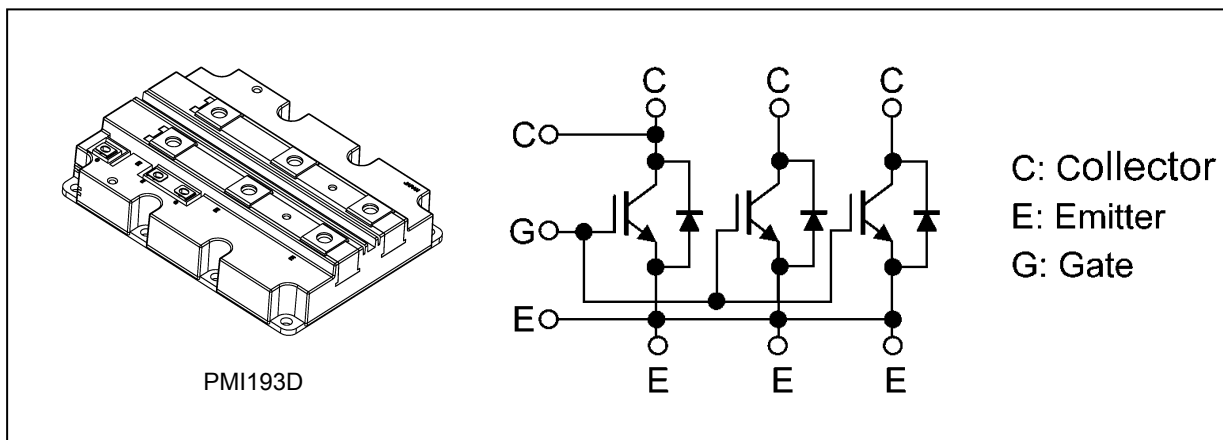 PMI193D
C C C
C
G
E
E E E
C: Collector
E: Emitter
G: Gate